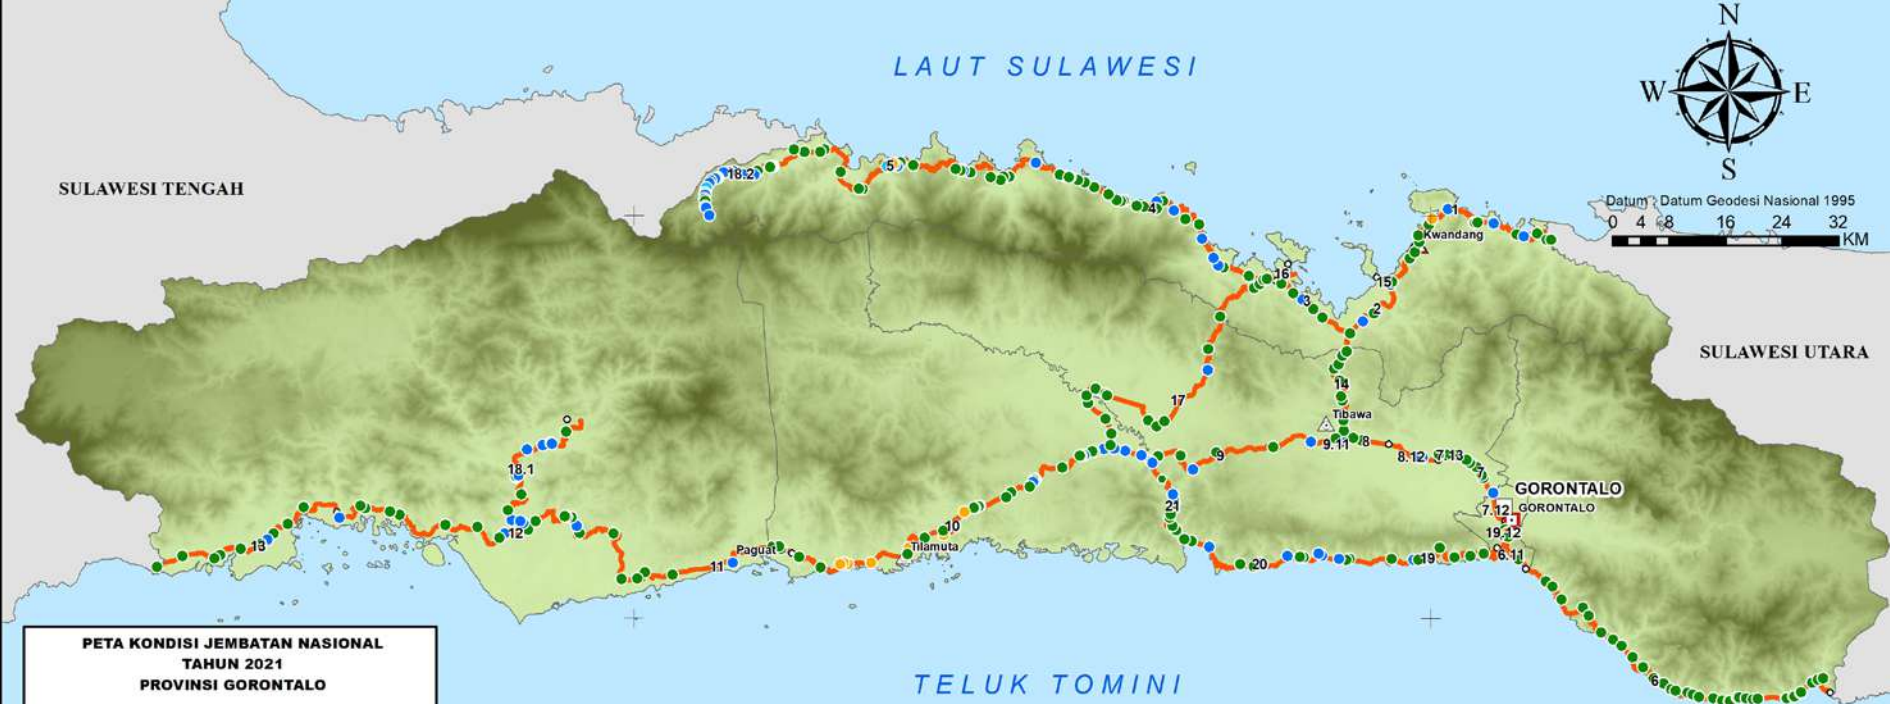 N
LAUT SULAWESI
W
E
S
SULAWESI TENGAH
Datum : Datum Geodesi Nasional 1995
0 4 8 16 24 32
KM
18.2
5
4
1
Kwandang
16
15
3
2
SULAWESI UTARA
14
17
Tibawa
9.11
8
9
8.12
7.13
7
18.1
GORONTALO
7.12
GORONTALO
21
10
12
19.12
13
Paguat
Tilamuta
6.11
11
20
19
PETA KONDISI JEMBATAN NASIONAL
TAHUN 2021
PROVINSI GORONTALO
TELUK TOMINI
6